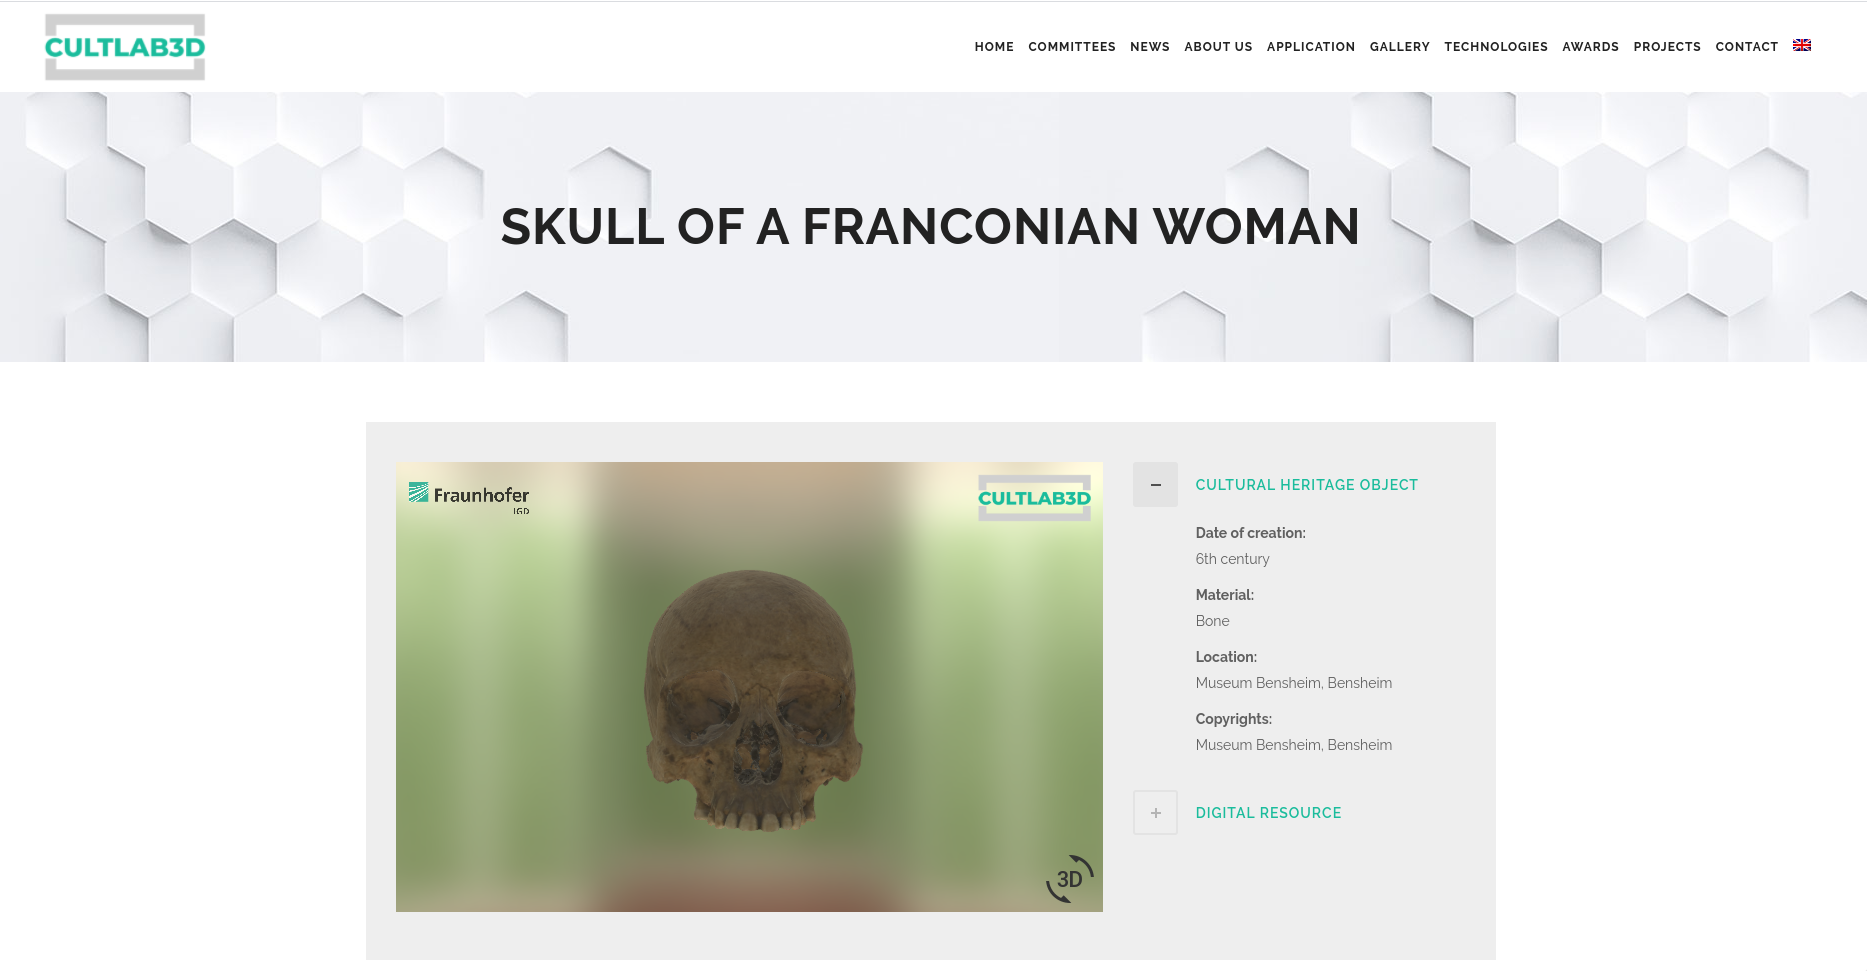 CULTLAB3D
HOME COMMITTEES NEWS ABOUT US APPLICATION GALLERY TECHNOLOGIES AWARDS PROJECTS CONTACT
SKULL OF A FRANCONIAN WOMAN
Fraunhofer
IGD
CULTLAB3D
3D
CULTURAL HERITAGE OBJECT
Date of creation:
6th century
Material:
Bone
Location:
Museum Bensheim, Bensheim
Copyrights:
Museum Bensheim, Bensheim
DIGITAL RESOURCE